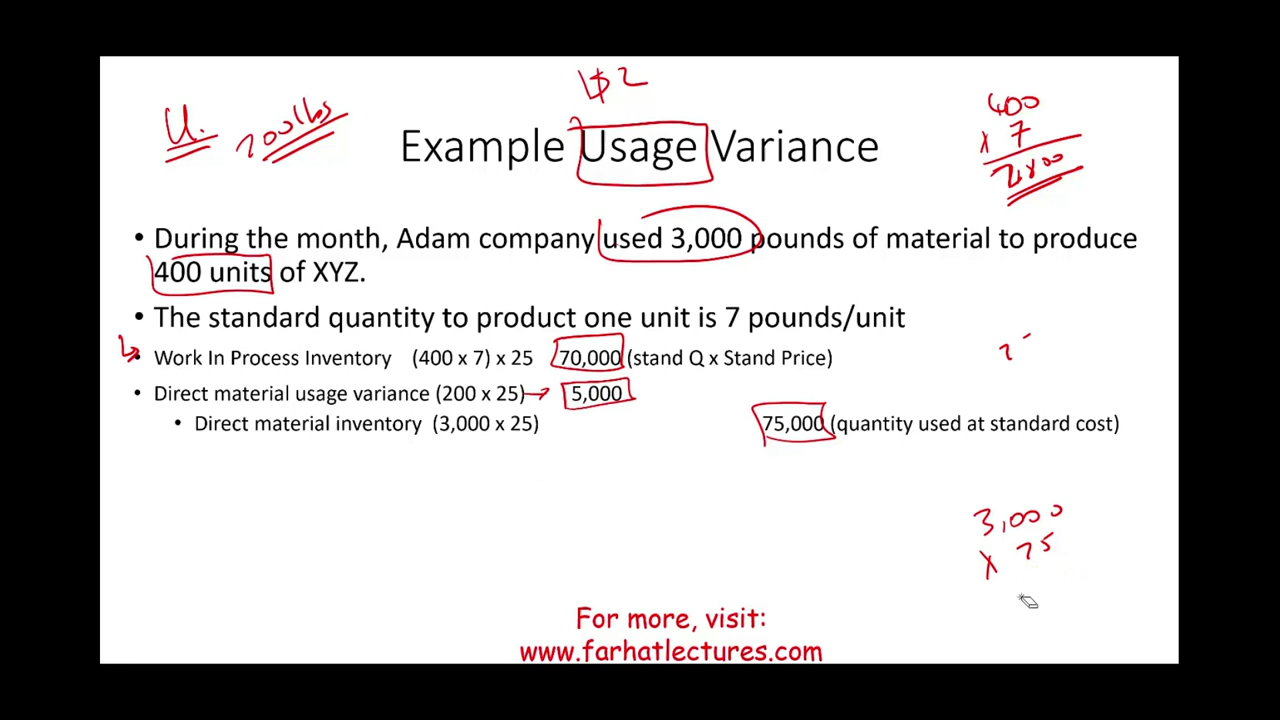 $2
U. 200 lbs
400
x 7
2,800
Example Usage Variance
• During the month, Adam company used 3,000 pounds of material to produce
400 units of XYZ.
• The standard quantity to product one unit is 7 pounds/unit
• Work In Process Inventory (400 x 7) x 25 70,000 (stand Q x Stand Price)
• Direct material usage variance (200 x 25) → 5,000
• Direct material inventory (3,000 x 25) 75,000 (quantity used at standard cost)
3,000
x 25
For more, visit:
www.farhatlectures.com